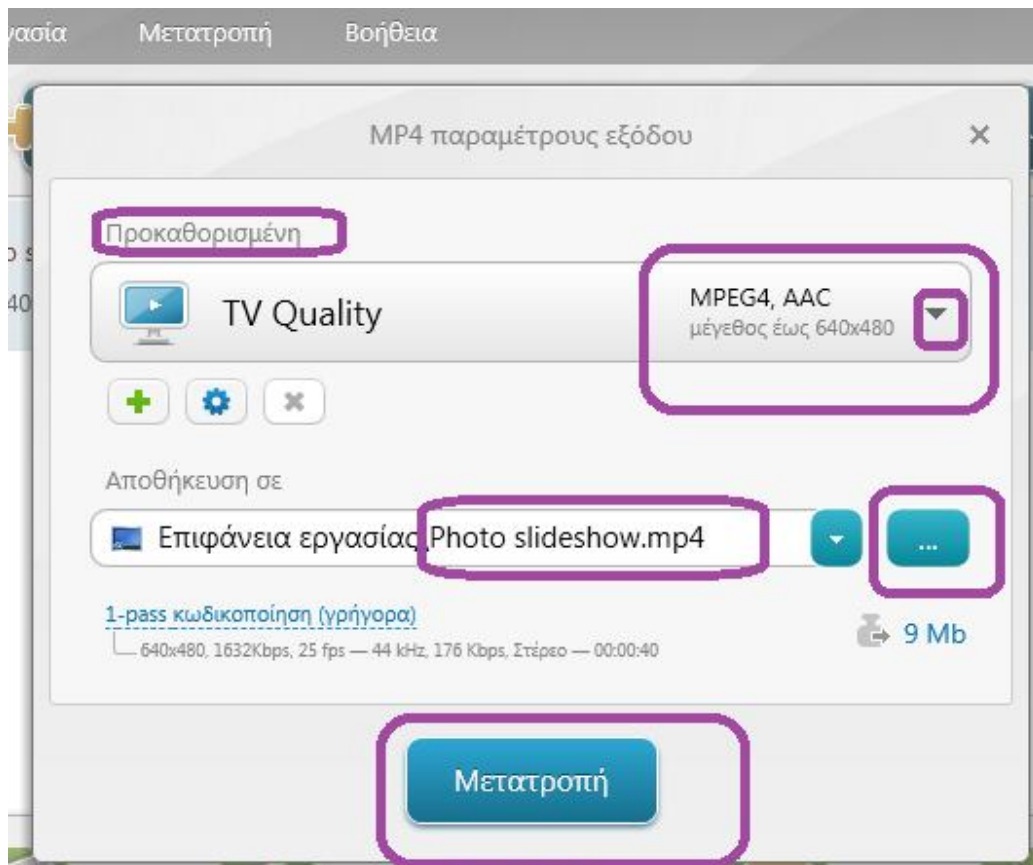 Μετατροπή Βοήθεια
MP4 παραμέτρους εξόδου
Προκαθορισμένη
TV Quality
MPEG4, AAC
μέγεθος έως 640x480
Αποθήκευση σε
Επιφάνεια εργασίας\Photo slideshow.mp4
...
1-pass κωδικοποίηση (γρήγορα)
640x480, 1632Kbps, 25 fps — 44 kHz, 176 Kbps, Στέρεο — 00:00:40
9 Mb
Μετατροπή